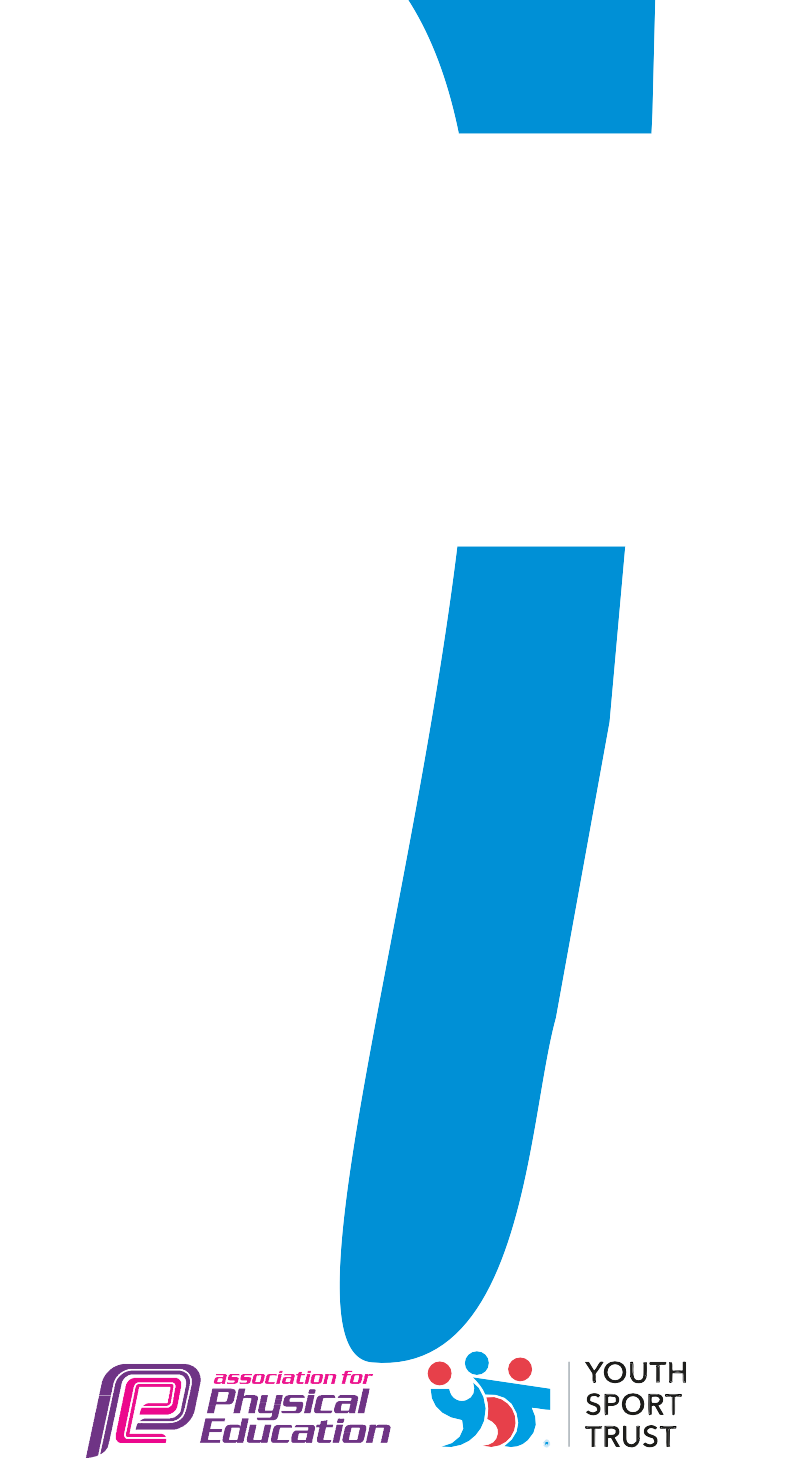 association for
Physical
Education
YOUTH
SPORT
TRUST